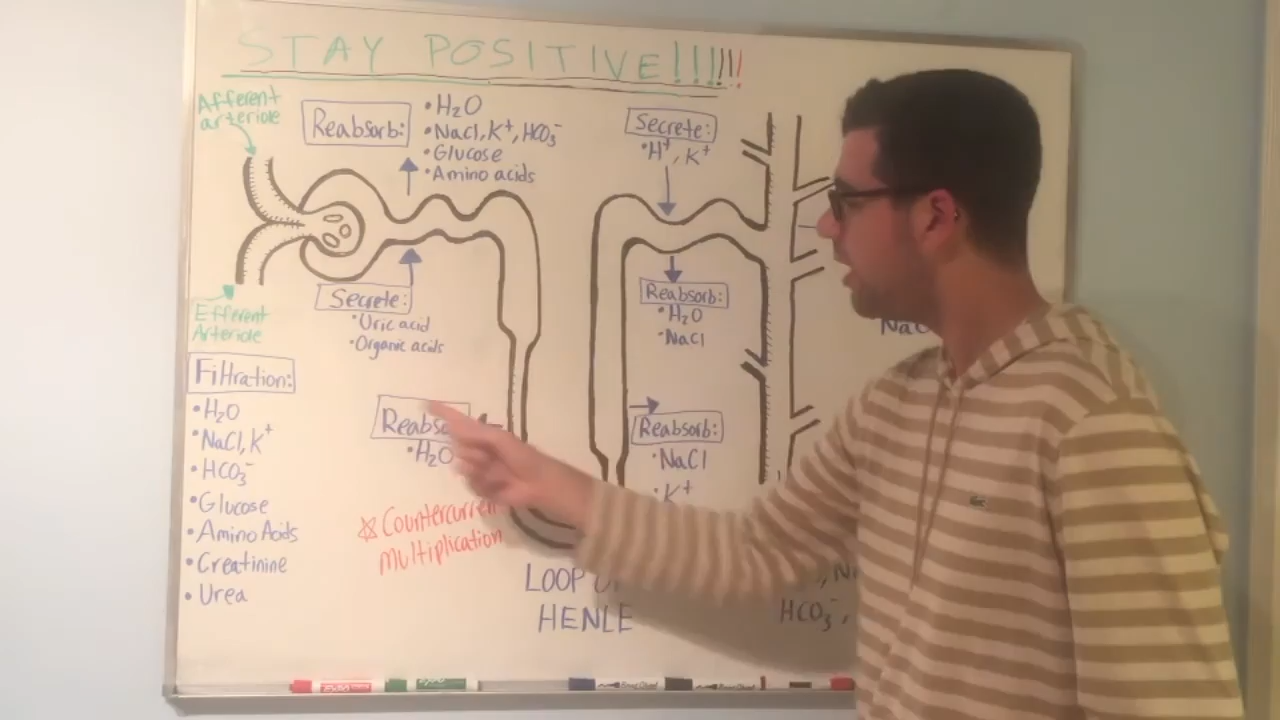 STAY POSITIVE!!!!!!
Afferent
arteriole
Reabsorb:
• H₂O
• NaCl, K⁺, HCO₃⁻
• Glucose
• Amino acids
Secrete:
• H⁺, K⁺
Secrete:
• Uric acid
• Organic acids
Efferent
Arteriole
Reabsorb:
• H₂O
• NaCl
Filtration:
• H₂O
• NaCl, K⁺
• HCO₃⁻
• Glucose
• Amino Acids
• Creatinine
• Urea
• H₂O
Reabsorb:
• NaCl
• K⁺
Multiplication
LOOP
HENLE
HCO₃⁻,